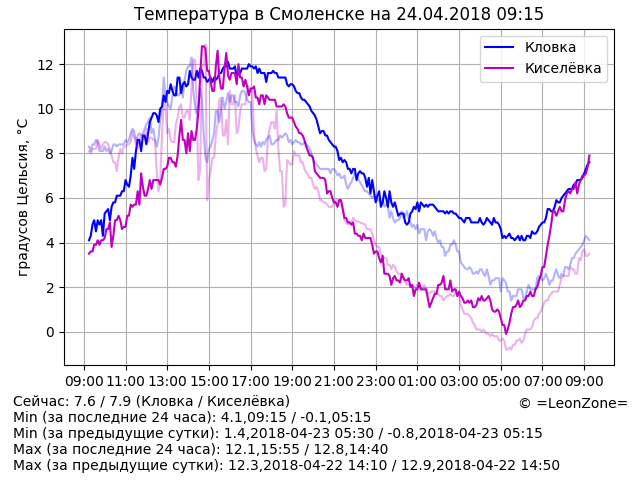 Температура в Смоленске на 24.04.2018 09:15
Кловка
Киселёвка
градусов Цельсия, °C
12
10
8
6
4
2
0
09:00 11:00 13:00 15:00 17:00 19:00 21:00 23:00 01:00 03:00 05:00 07:00 09:00
Сейчас: 7.6 / 7.9 (Кловка / Киселёвка)
© =LeonZone=
Min (за последние 24 часа): 4.1,09:15 / -0.1,05:15
Min (за предыдущие сутки): 1.4,2018-04-23 05:30 / -0.8,2018-04-23 05:15
Max (за последние 24 часа): 12.1,15:55 / 12.8,14:40
Max (за предыдущие сутки): 12.3,2018-04-22 14:10 / 12.9,2018-04-22 14:50